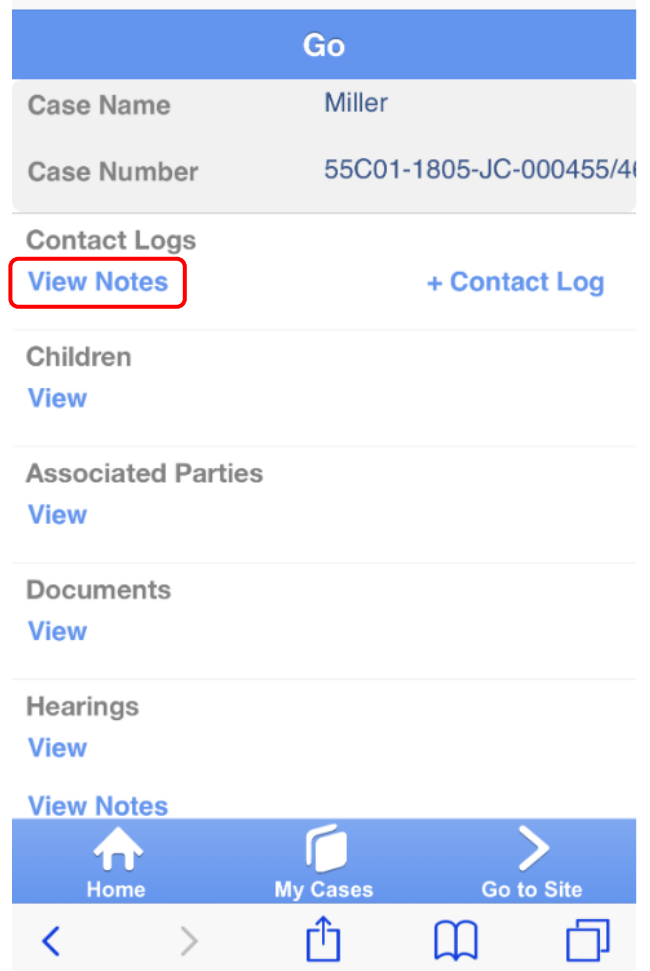 Go
Case Name Miller
Case Number 55C01-1805-JC-000455/46
Contact Logs
View Notes + Contact Log
Children
View
Associated Parties
View
Documents
View
Hearings
View
View Notes
Home My Cases Go to Site